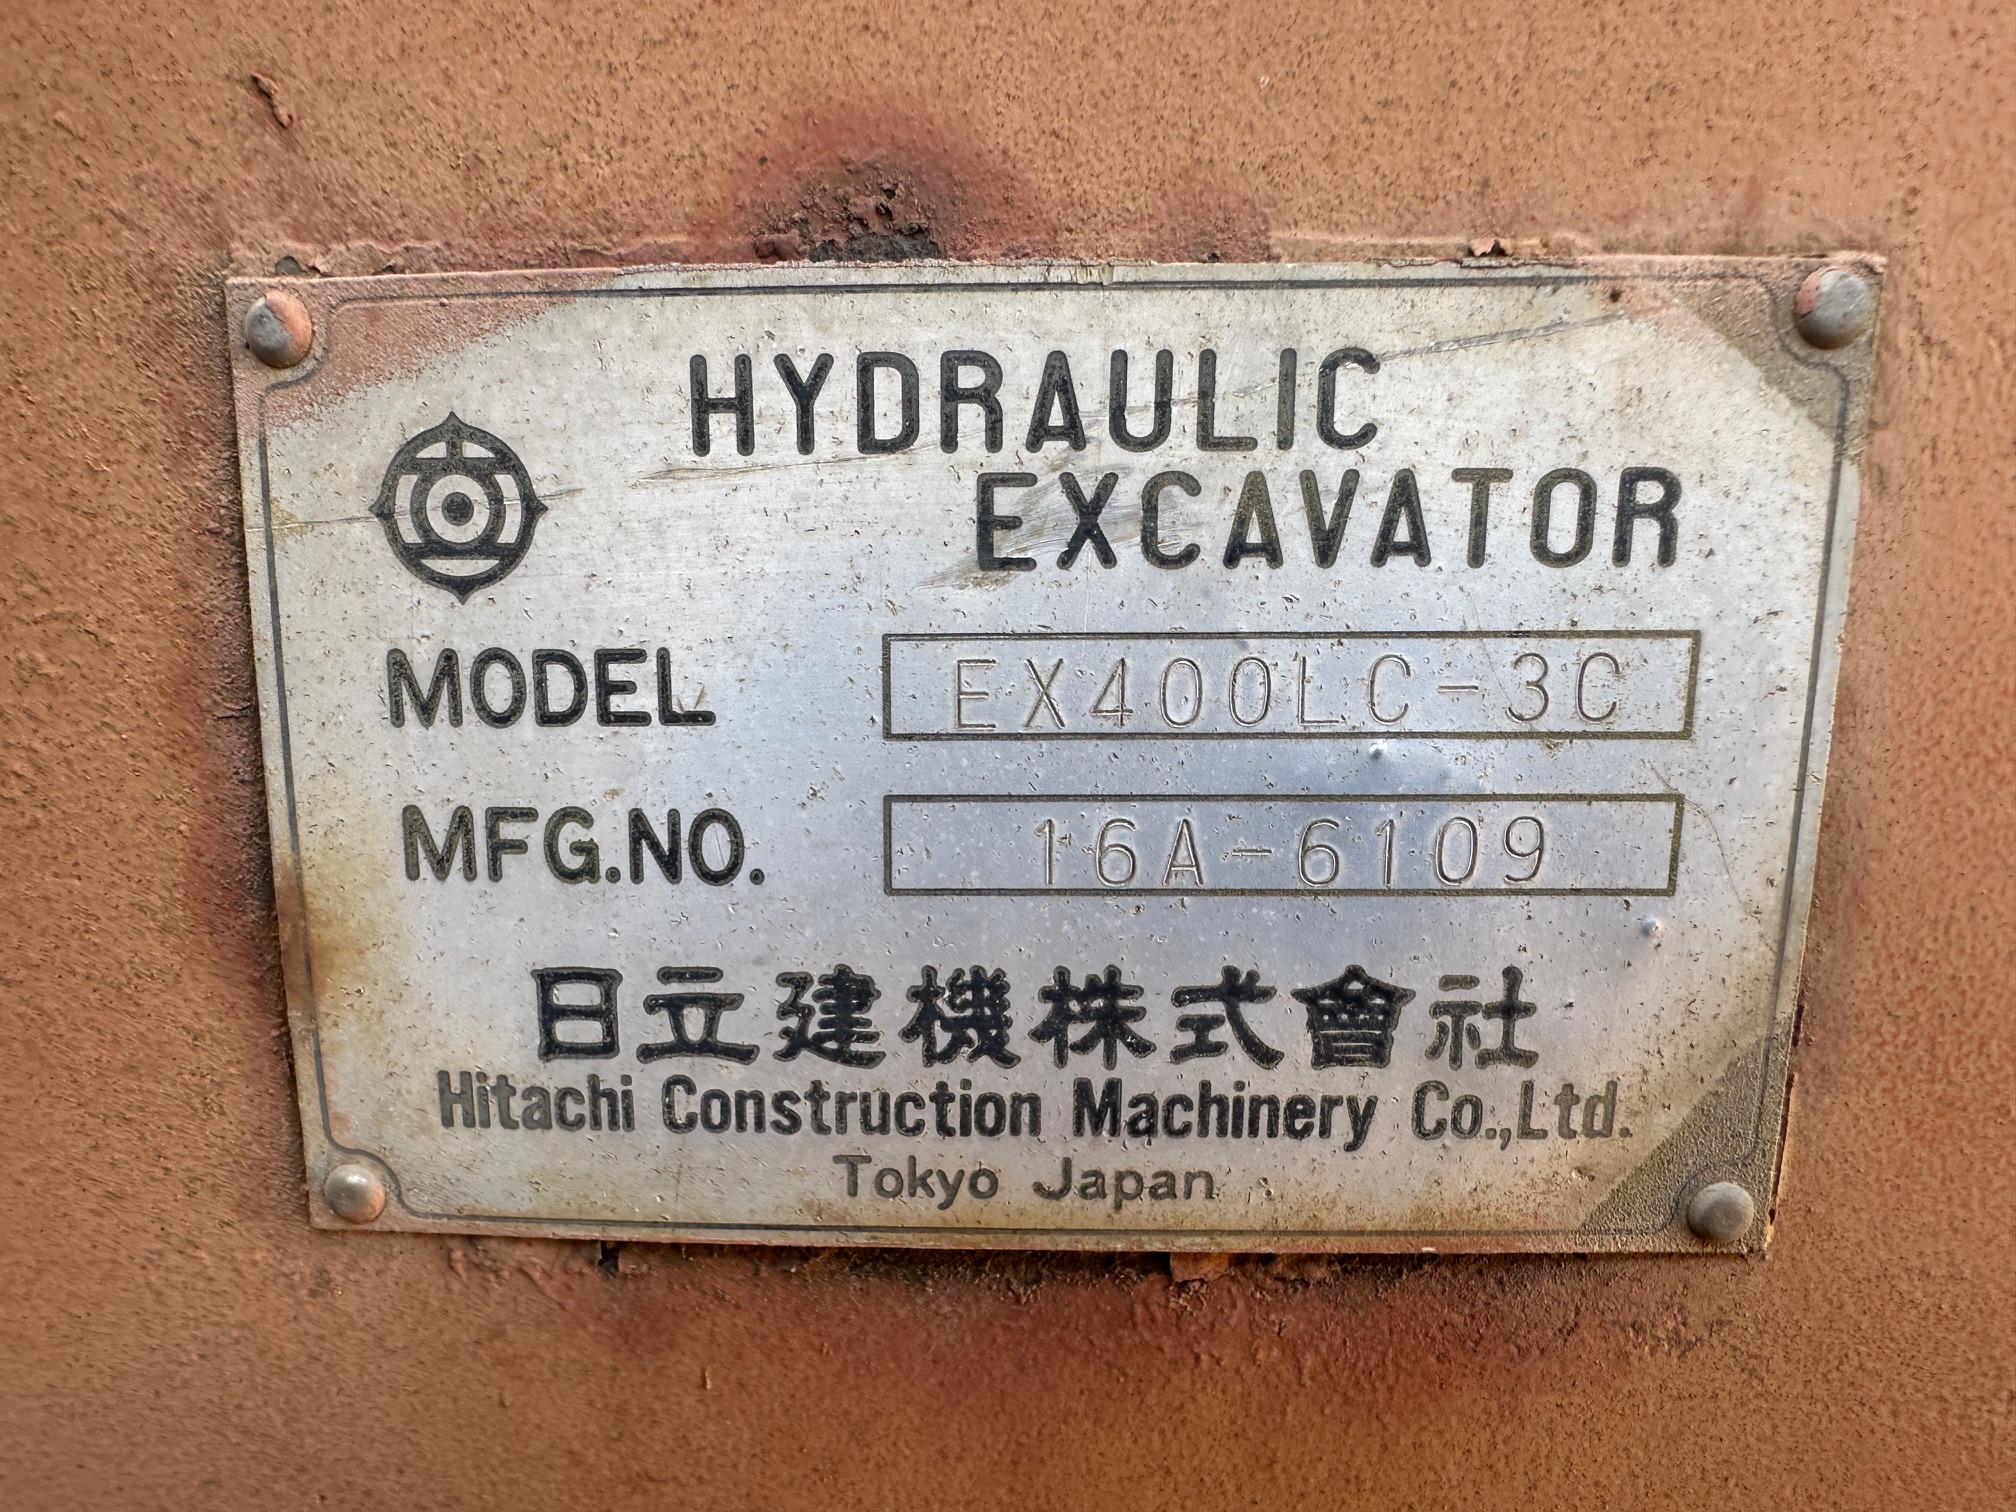 HYDRAULIC
EXCAVATOR
MODEL EX400LC-3C
MFG.NO. 16A-6109
日立建機株式會社
Hitachi Construction Machinery Co.,Ltd.
Tokyo Japan